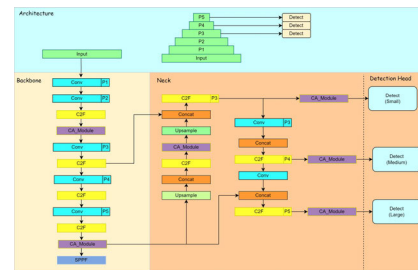 Architecture
P5
Detect
P4
Detect
P3
Detect
P2
P1
Input
Input
Backbone
Conv P1
Conv P2
C2F
CA_Module
Conv P3
C2F
Conv P4
C2F
Conv P5
C2F
CA_Module
SPPF
Neck
C2F P3
Concat
Upsample
CA_Module
C2F
Concat
Upsample
Conv P3
Concat
C2F P4
Conv
Concat
C2F P5
CA_Module
CA_Module
CA_Module
Detection Head
Detect
(Small)
Detect
(Medium)
Detect
(Large)